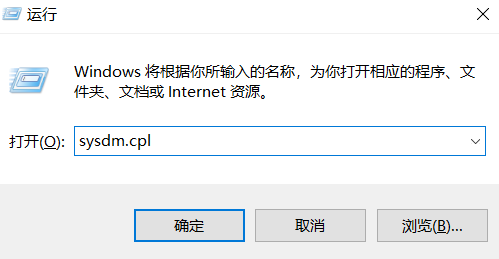 运行
Windows 将根据你所输入的名称，为你打开相应的程序、文
件夹、文档或 Internet 资源。
打开(O): sysdm.cpl
确定 取消 浏览(B)...